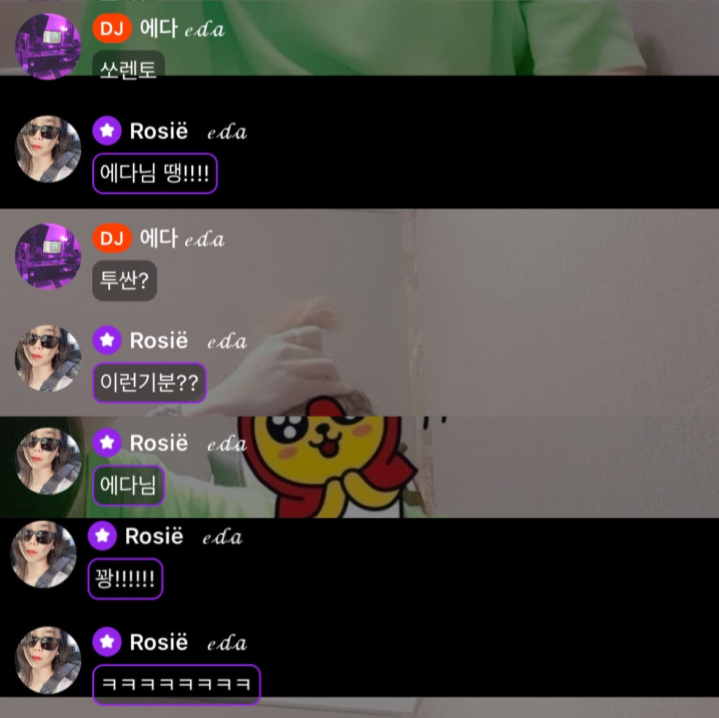 DJ 에다 eda
쏘렌토
Rosië eda
에다님 땡!!!!
DJ 에다 eda
투싼?
Rosië eda
이런기분??
Rosië eda
에다님
Rosië eda
꽝!!!!!!
Rosië eda
ㅋㅋㅋㅋㅋㅋㅋㅋ